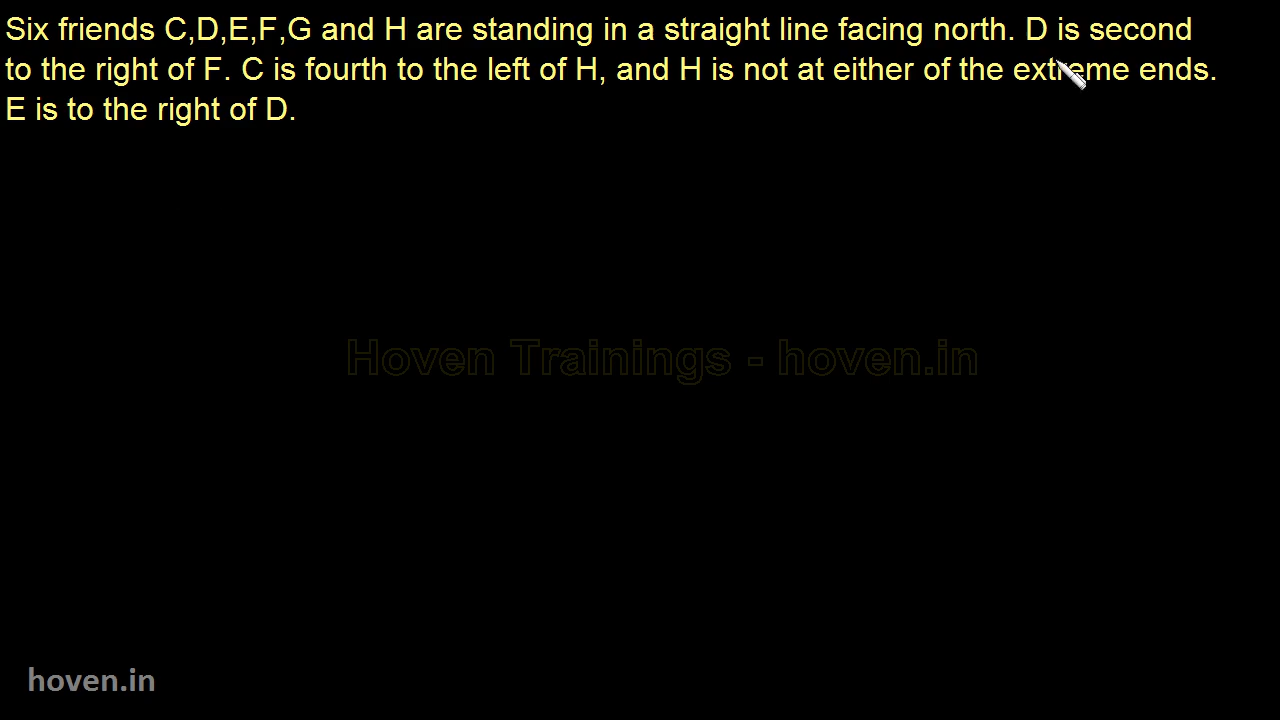 Six friends C,D,E,F,G and H are standing in a straight line facing north. D is second
to the right of F. C is fourth to the left of H, and H is not at either of the extreme ends.
E is to the right of D.
Hoven Trainings - hoven.in
hoven.in